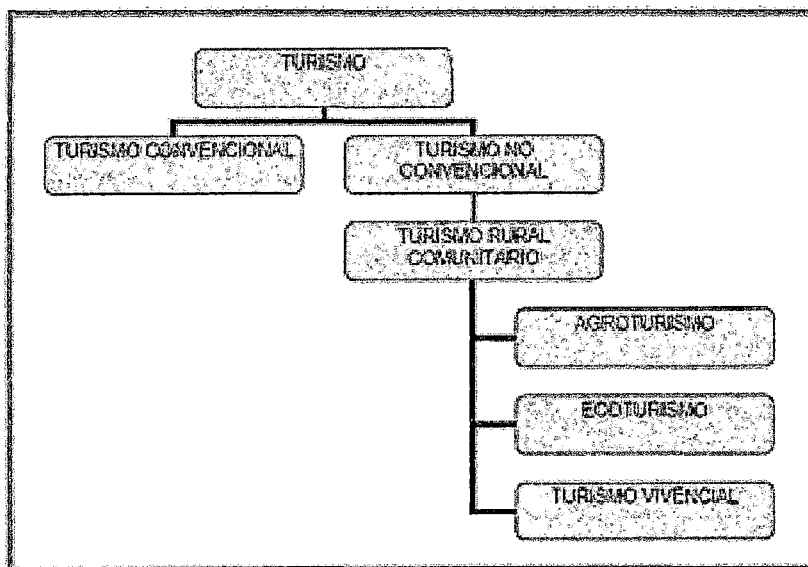 TURISMO
TURISMO CONVENCIONAL
TURISMO NO
CONVENCIONAL
TURISMO RURAL
COMUNITARIO
AGROTURISMO
ECOTURISMO
TURISMO VIVENCIAL